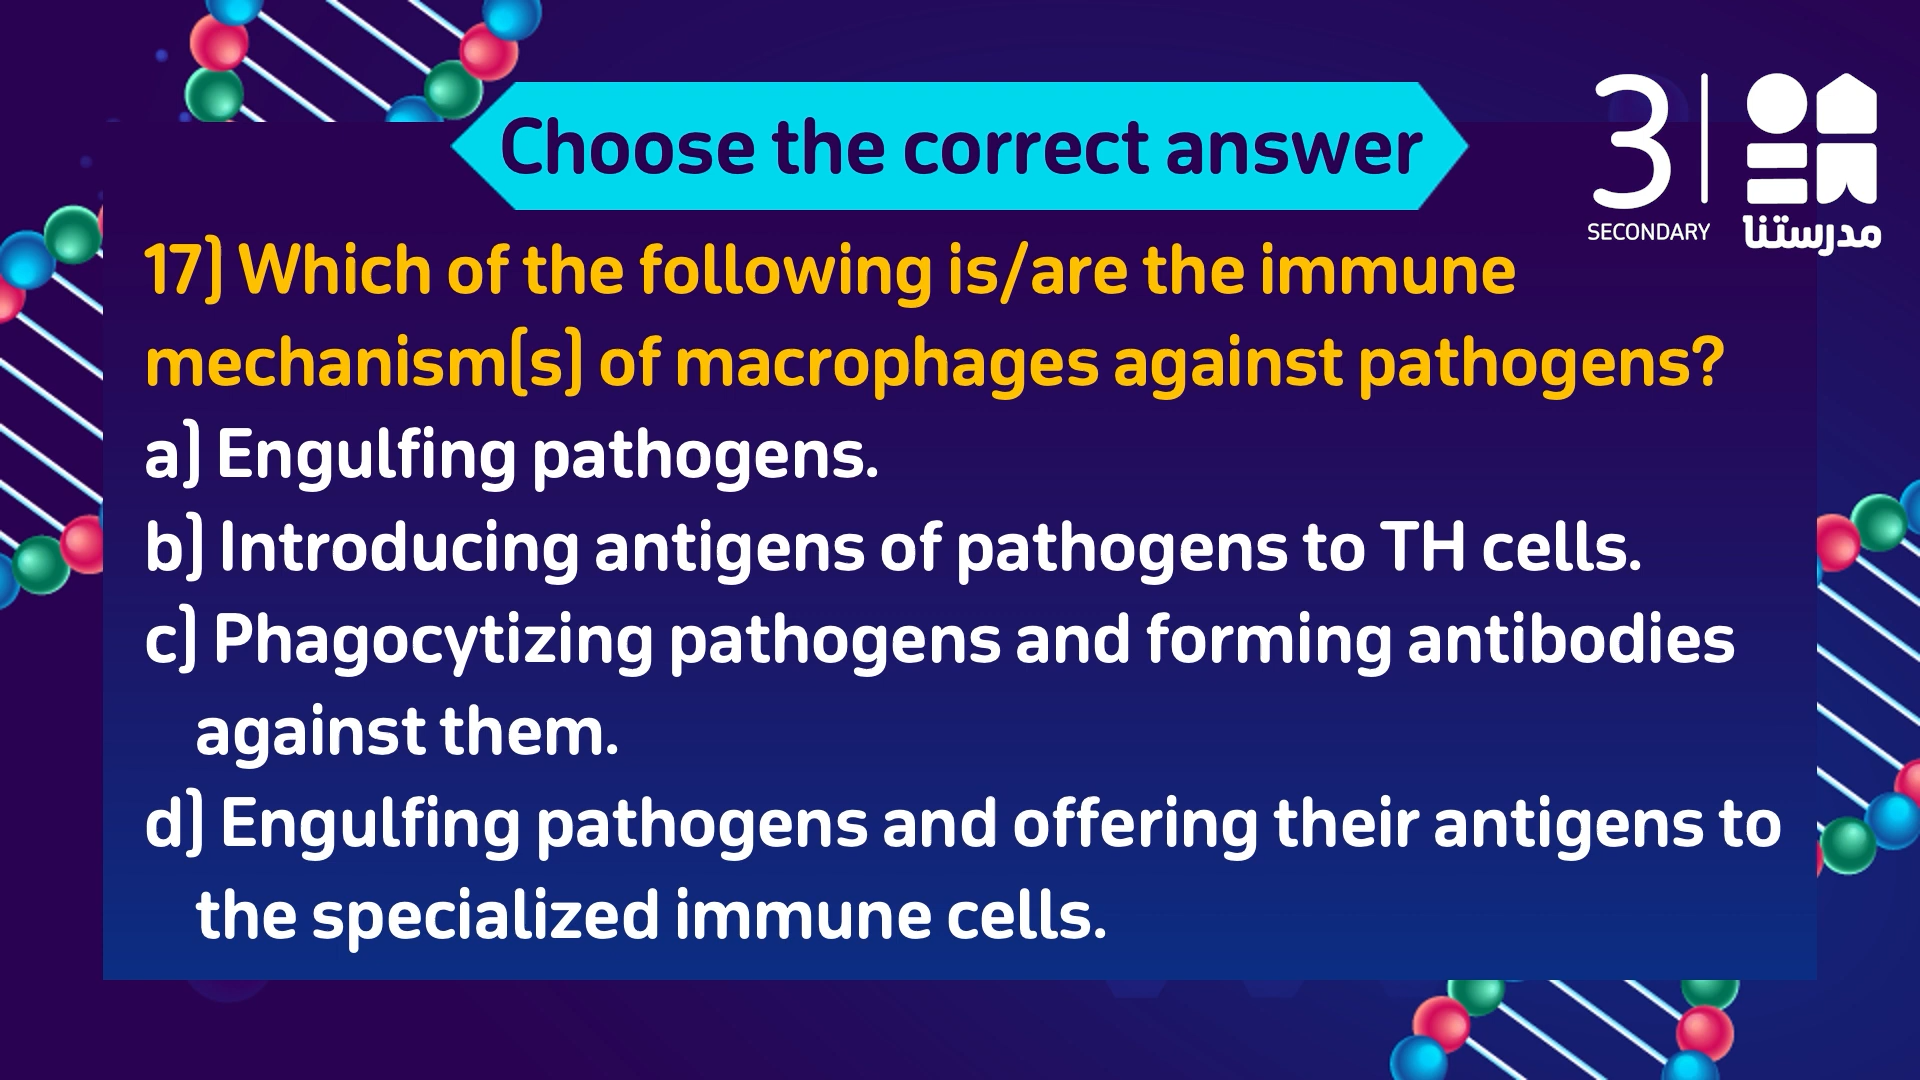 Choose the correct answer
3
SECONDARY
مدرستنا
17) Which of the following is/are the immune
mechanism(s) of macrophages against pathogens?
a) Engulfing pathogens.
b) Introducing antigens of pathogens to TH cells.
c) Phagocytizing pathogens and forming antibodies
against them.
d) Engulfing pathogens and offering their antigens to
the specialized immune cells.